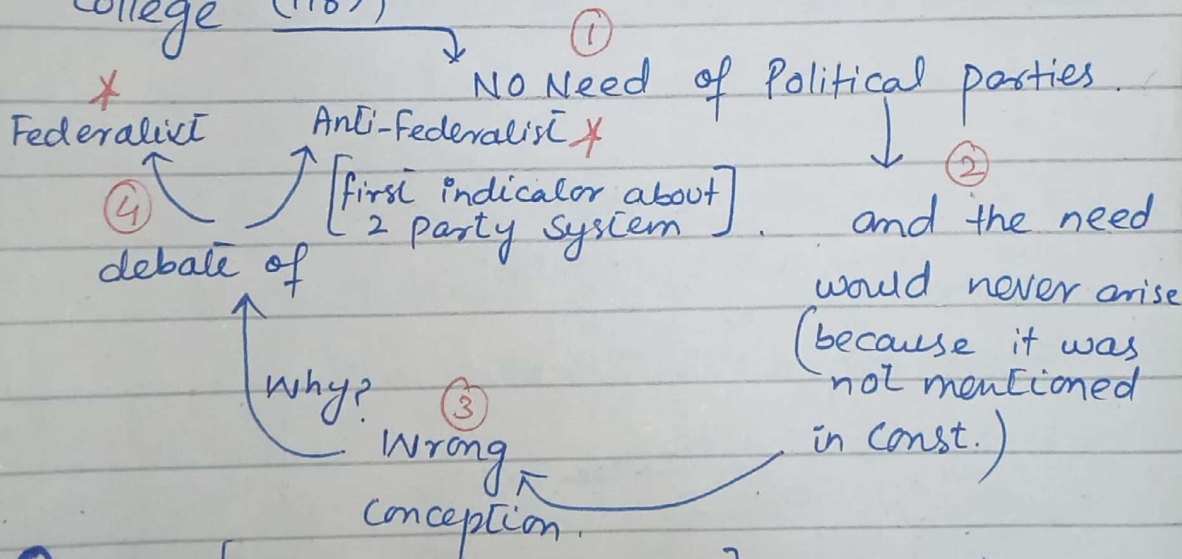 college
①
No Need of Political parties.
Federalist
Anti-Federalist
②
④
[first indicator about
2 party system].
and the need
debate of
would never arise
(because it was
not mentioned
in const.)
Why?
③
Wrong
conception.